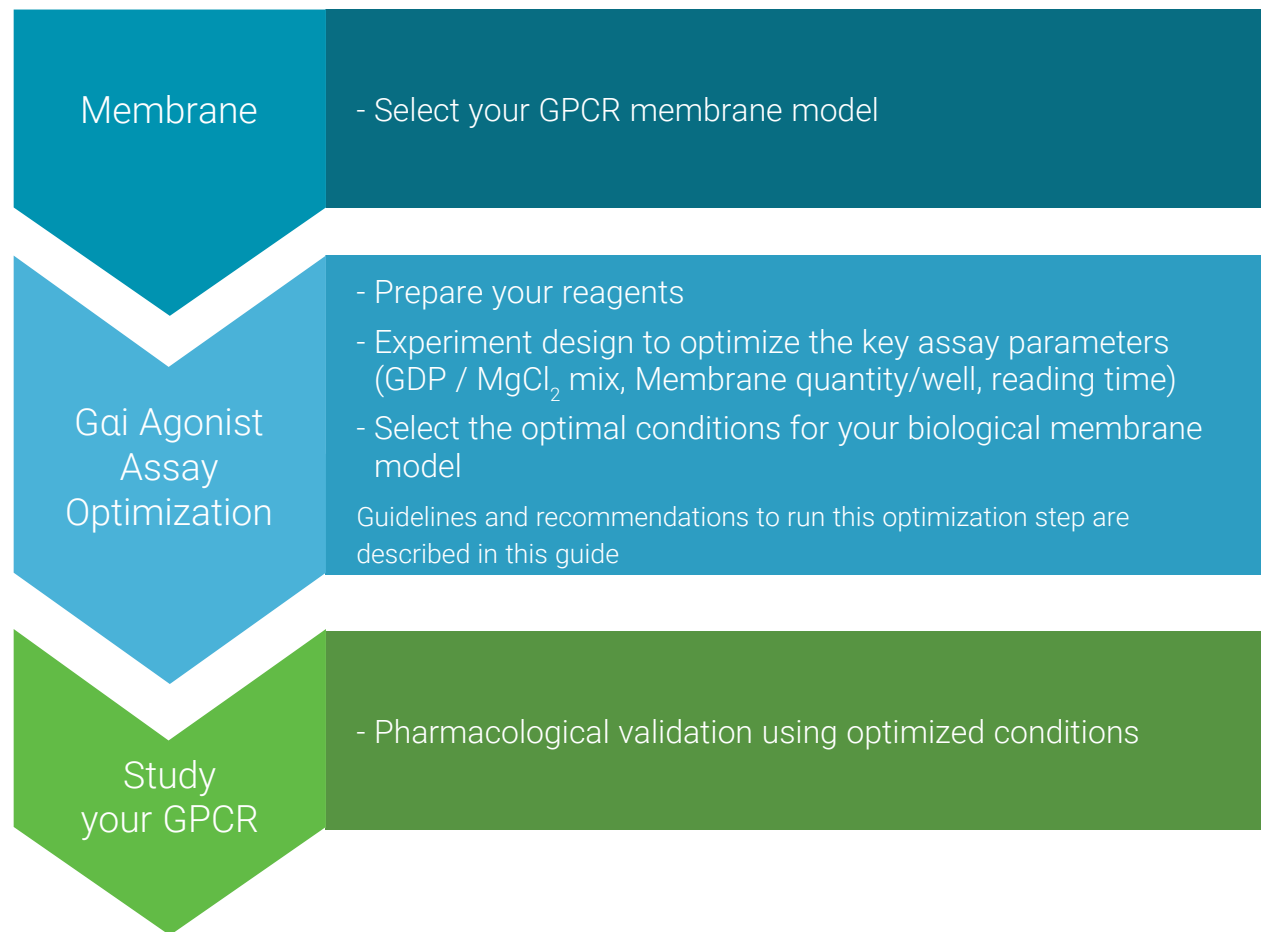 Membrane
- Select your GPCR membrane model
Gαi Agonist
Assay
Optimization
- Prepare your reagents
- Experiment design to optimize the key assay parameters
(GDP / MgCl₂ mix, Membrane quantity/well, reading time)
- Select the optimal conditions for your biological membrane
model
Guidelines and recommendations to run this optimization step are
described in this guide
Study
your GPCR
- Pharmacological validation using optimized conditions